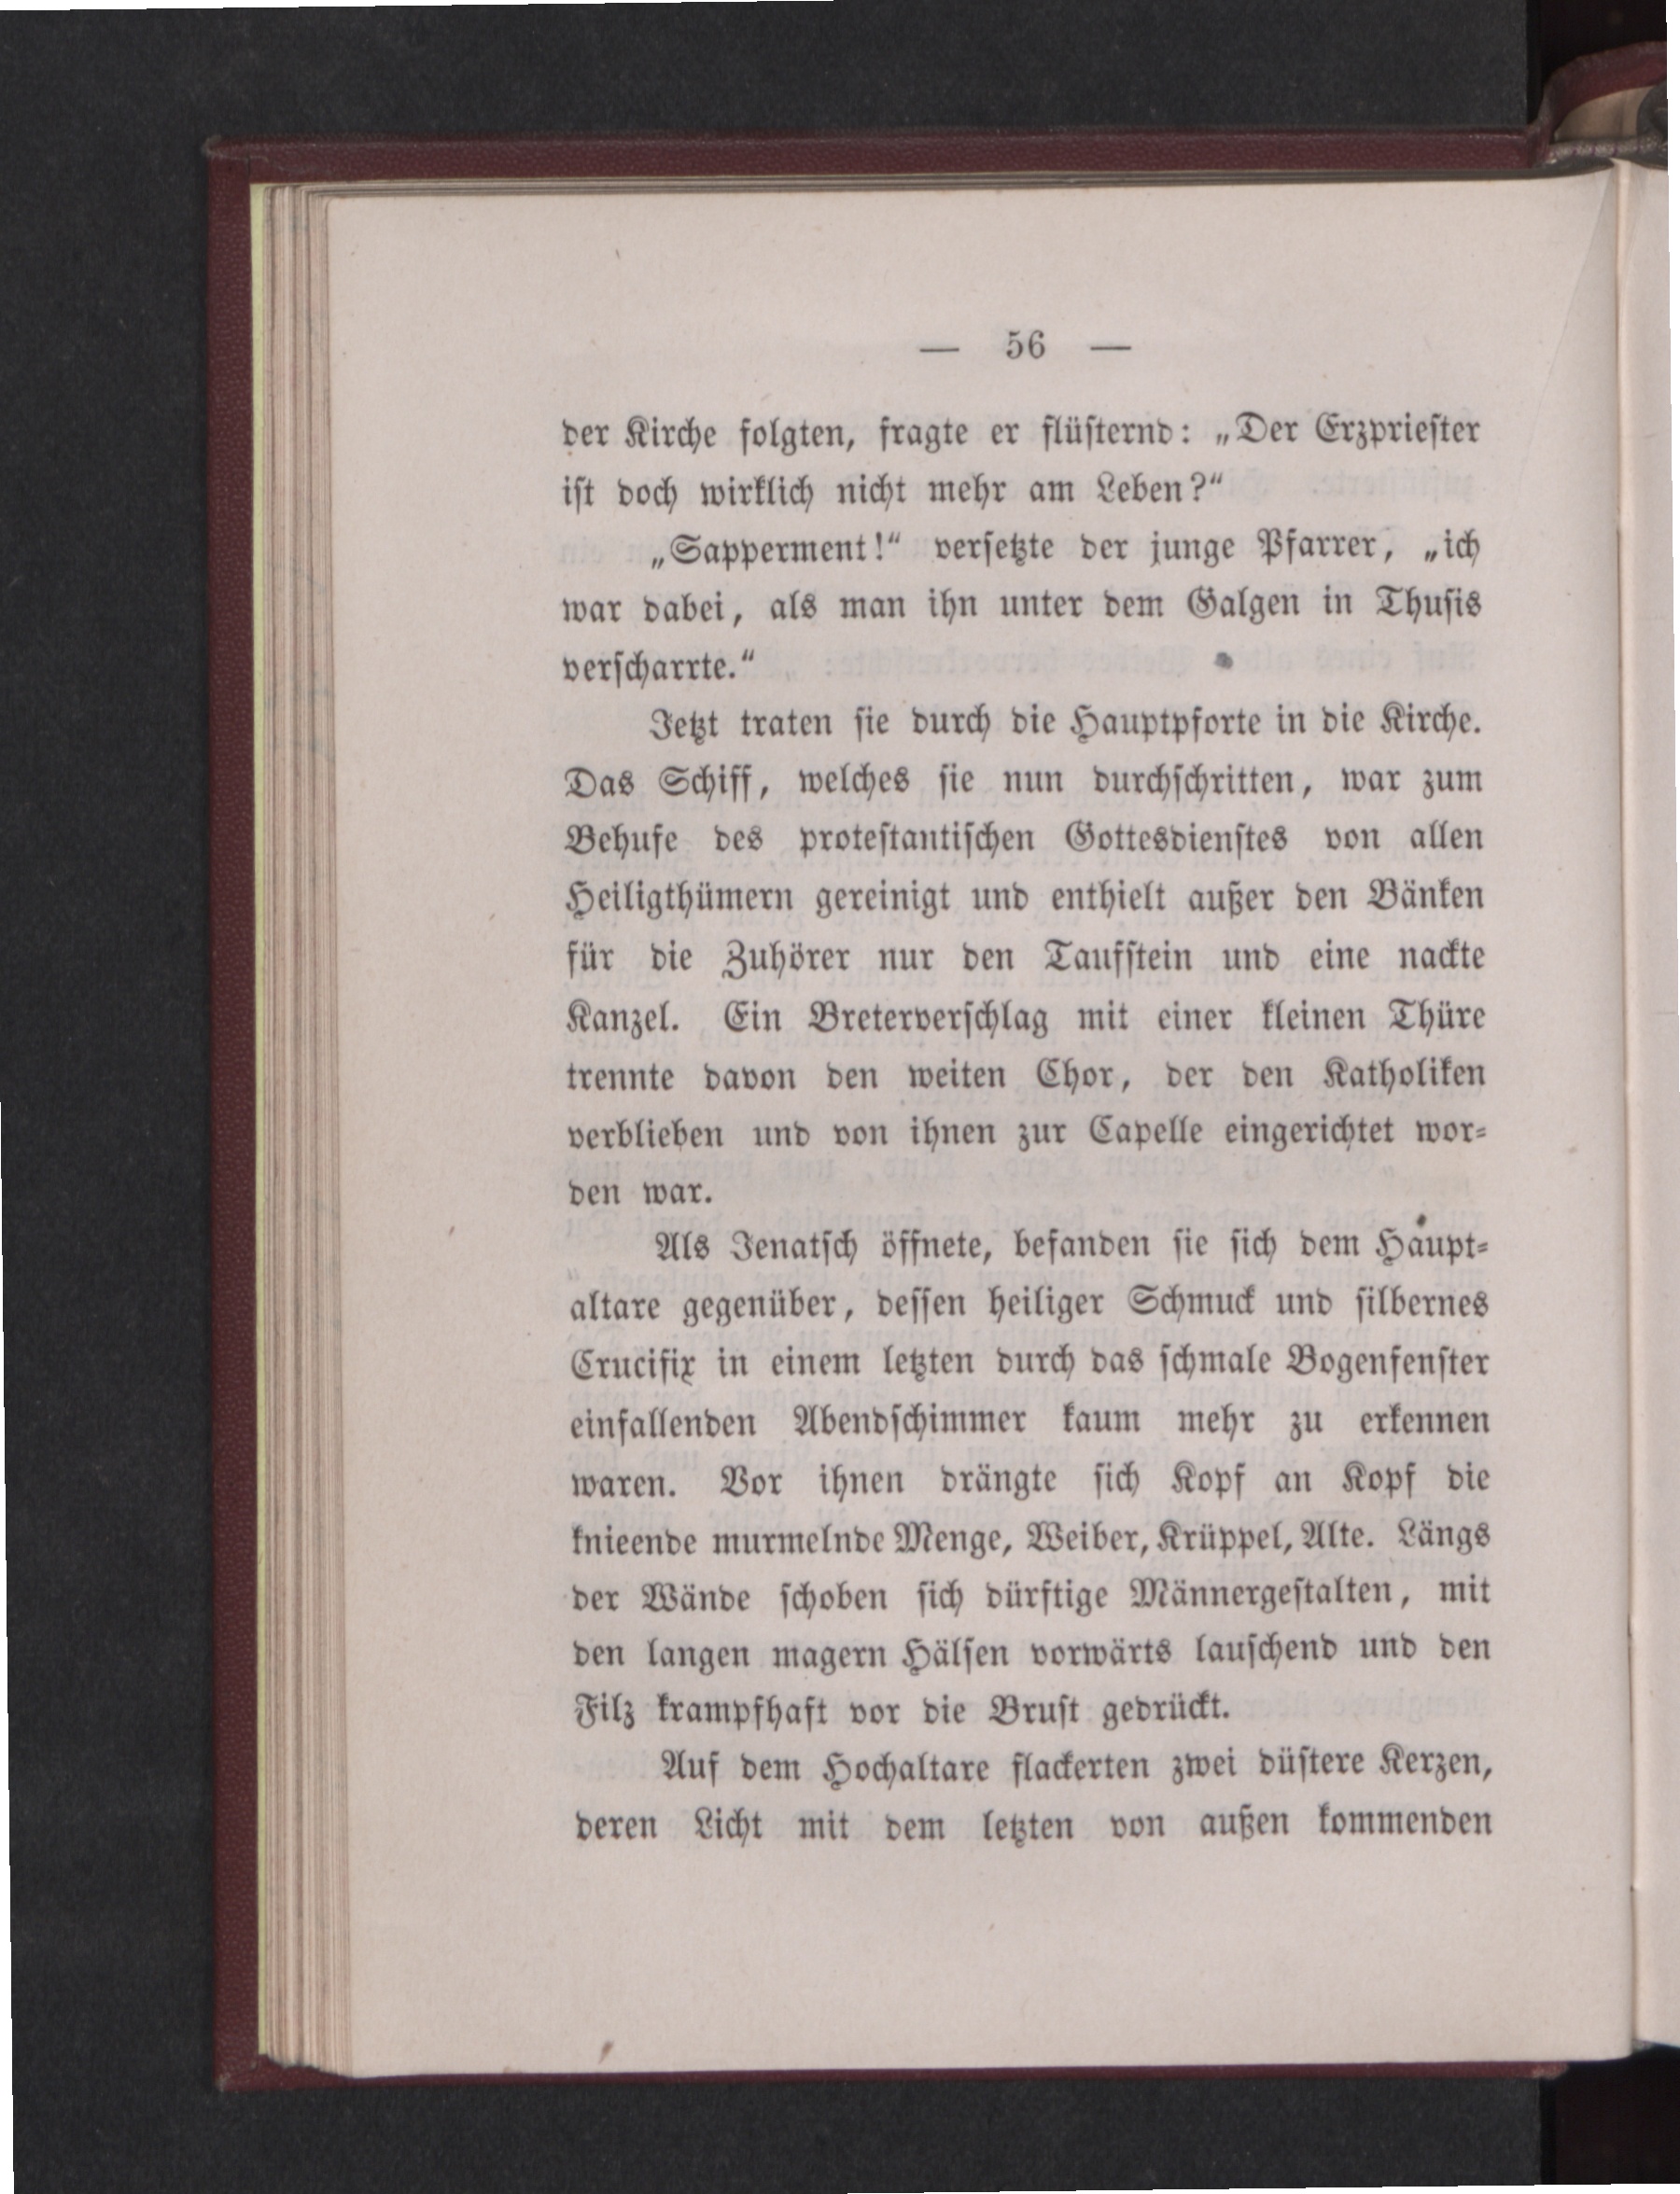 — 56 —
der Kirche folgten, fragte er flüsternd: „Der Erzpriester
ist doch wirklich nicht mehr am Leben?“
„Sapperment!“ versetzte der junge Pfarrer, „ich
war dabei, als man ihn unter dem Galgen in Thusis
verscharrte.“
Jetzt traten sie durch die Hauptpforte in die Kirche.
Das Schiff, welches sie nun durchschritten, war zum
Behufe des protestantischen Gottesdienstes von allen
Heiligthümern gereinigt und enthielt außer den Bänken
für die Zuhörer nur den Taufstein und eine nackte
Kanzel. Ein Breterverschlag mit einer kleinen Thüre
trennte davon den weiten Chor, der den Katholiken
verblieben und von ihnen zur Capelle eingerichtet wor-
den war.
Als Jenatsch öffnete, befanden sie sich dem Haupt-
altare gegenüber, dessen heiliger Schmuck und silbernes
Crucifix in einem letzten durch das schmale Bogenfenster
einfallenden Abendschimmer kaum mehr zu erkennen
waren. Vor ihnen drängte sich Kopf an Kopf die
knieende murmelnde Menge, Weiber, Krüppel, Alte. Längs
der Wände schoben sich dürftige Männergestalten, mit
den langen magern Hälsen vorwärts lauschend und den
Filz krampfhaft vor die Brust gedrückt.
Auf dem Hochaltare flackerten zwei düstere Kerzen,
deren Licht mit dem letzten von außen kommenden